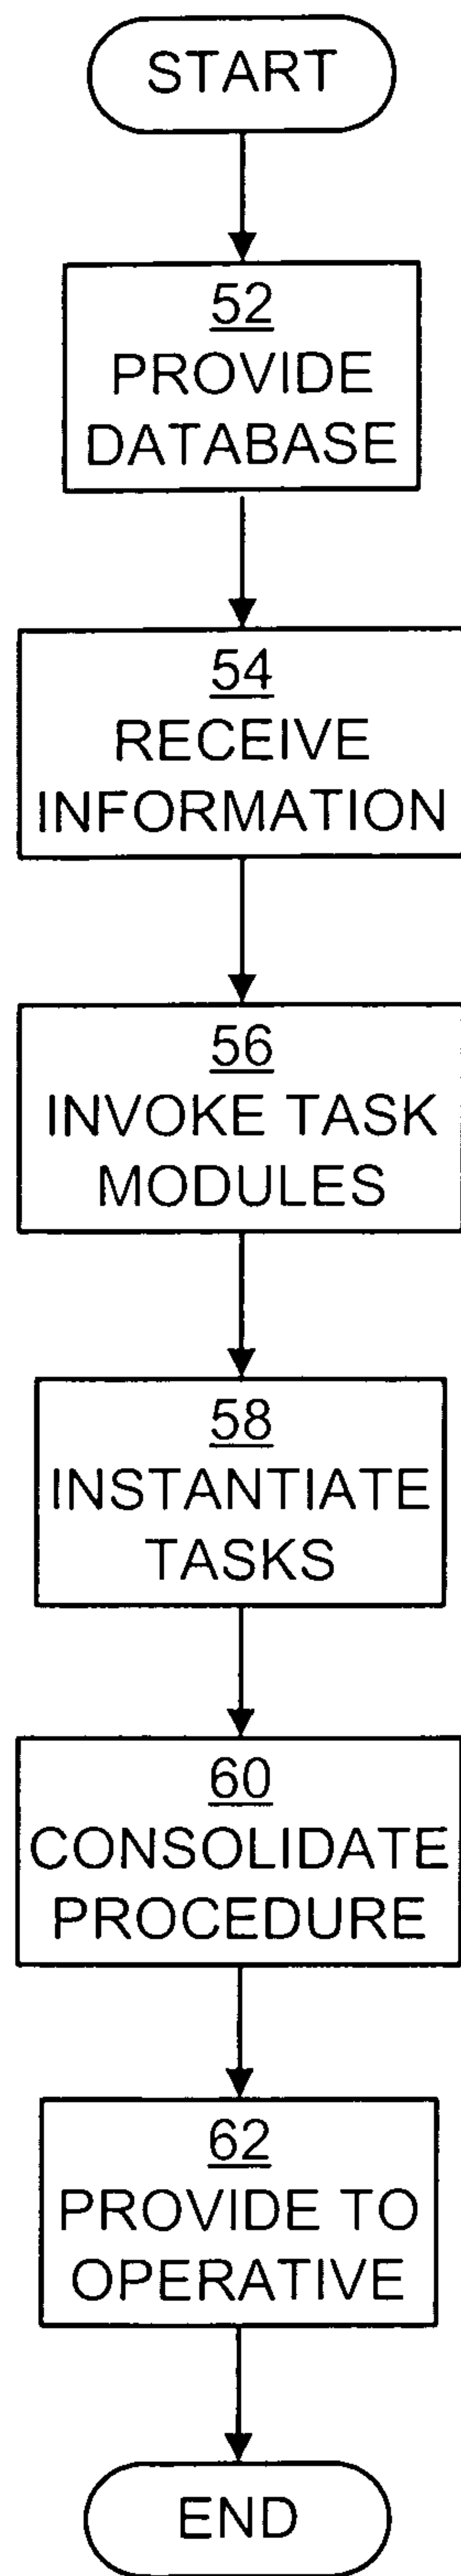 START
52
PROVIDE
DATABASE
54
RECEIVE
INFORMATION
56
INVOKE TASK
MODULES
58
INSTANTIATE
TASKS
60
CONSOLIDATE
PROCEDURE
62
PROVIDE TO
OPERATIVE
END